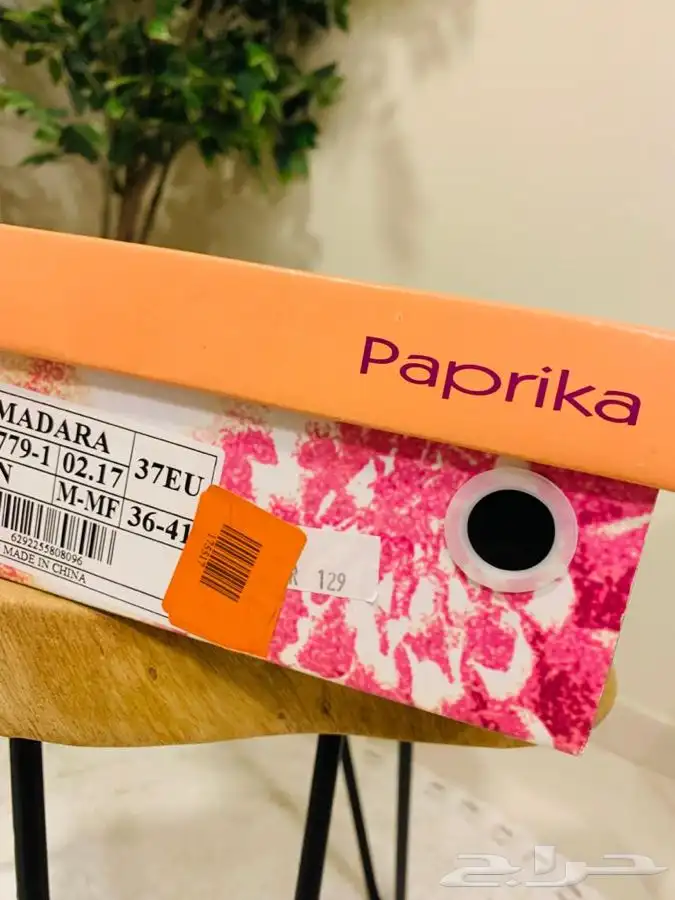 Paprika
MADARA
779-1 02.17 37EU
N M-MF 36-41
6292255808096
MADE IN CHINA
R 129
حراج